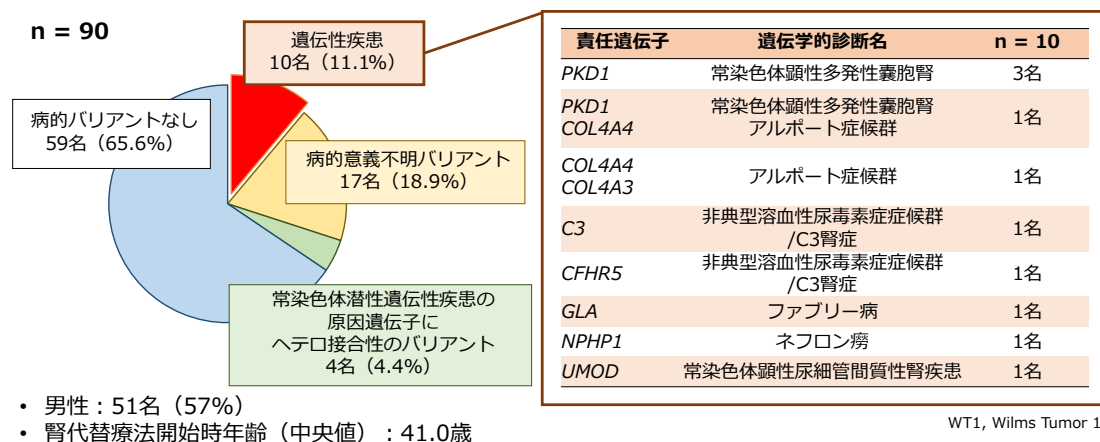 n = 90
遺伝性疾患
10名（11.1%）
病的バリアントなし
59名（65.6%）
病的意義不明バリアント
17名（18.9%）
常染色体潜性遺伝性疾患の
原因遺伝子に
ヘテロ接合性のバリアント
4名（4.4%）
• 男性：51名（57%）
• 腎代替療法開始時年齢（中央値）：41.0歳
責任遺伝子 遺伝学的診断名 n = 10
PKD1 常染色体顕性多発性嚢胞腎 3名
PKD1 常染色体顕性多発性嚢胞腎
COL4A4 アルポート症候群 1名
COL4A4
COL4A3 アルポート症候群 1名
C3 非典型溶血性尿毒素症症候群
/C3腎症 1名
CFHR5 非典型溶血性尿毒素症症候群
/C3腎症 1名
GLA ファブリー病 1名
NPHP1 ネフロン癆 1名
UMOD 常染色体顕性尿細管間質性腎疾患 1名
WT1, Wilms Tumor 1